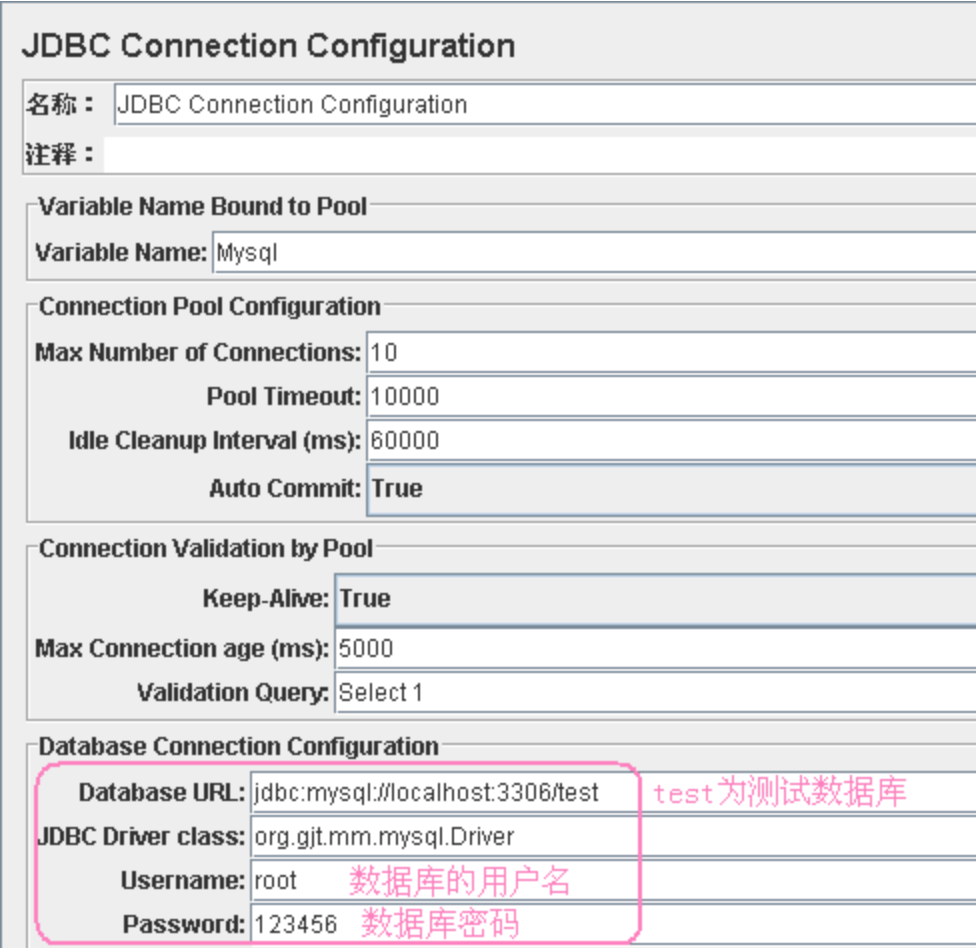 JDBC Connection Configuration
名称： JDBC Connection Configuration
注释：
Variable Name Bound to Pool
Variable Name: Mysql
Connection Pool Configuration
Max Number of Connections: 10
Pool Timeout: 10000
Idle Cleanup Interval (ms): 60000
Auto Commit: True
Connection Validation by Pool
Keep-Alive: True
Max Connection age (ms): 5000
Validation Query: Select 1
Database Connection Configuration
Database URL: jdbc:mysql://localhost:3306/test test为测试数据库
JDBC Driver class: org.gjt.mm.mysql.Driver
Username: root 数据库的用户名
Password: 123456 数据库密码